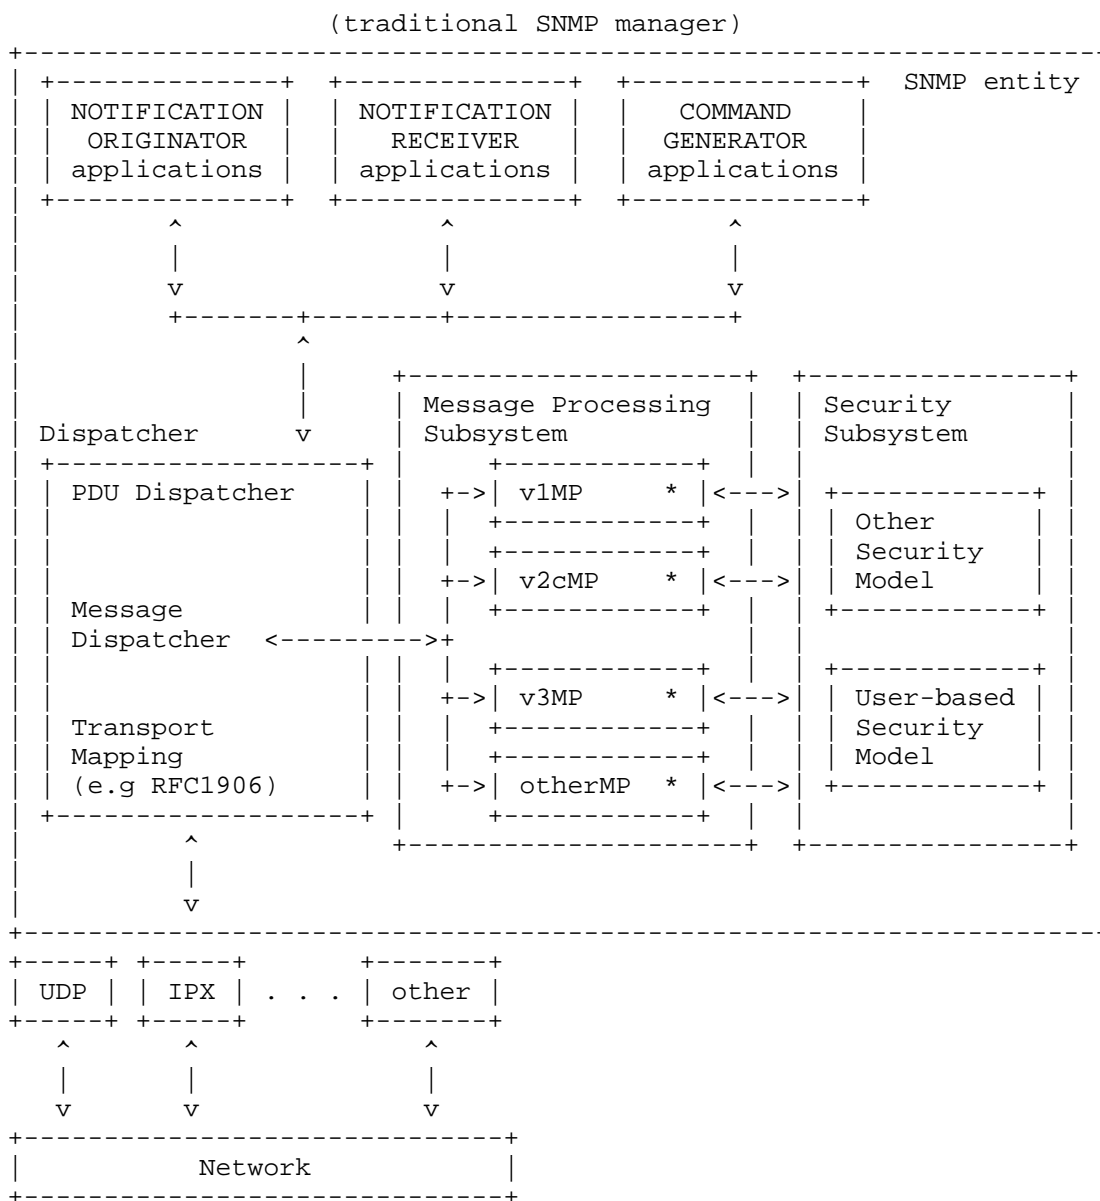 (traditional SNMP manager)
SNMP entity
NOTIFICATION NOTIFICATION COMMAND
ORIGINATOR RECEIVER GENERATOR
applications applications applications
v v v
Message Processing Security
Dispatcher v Subsystem Subsystem
PDU Dispatcher v1MP *
Other
Security
v2cMP * Model
Message
Dispatcher
v3MP * User-based
Transport Security
Mapping Model
(e.g RFC1906) otherMP *
v
UDP IPX . . . other
v v v
Network